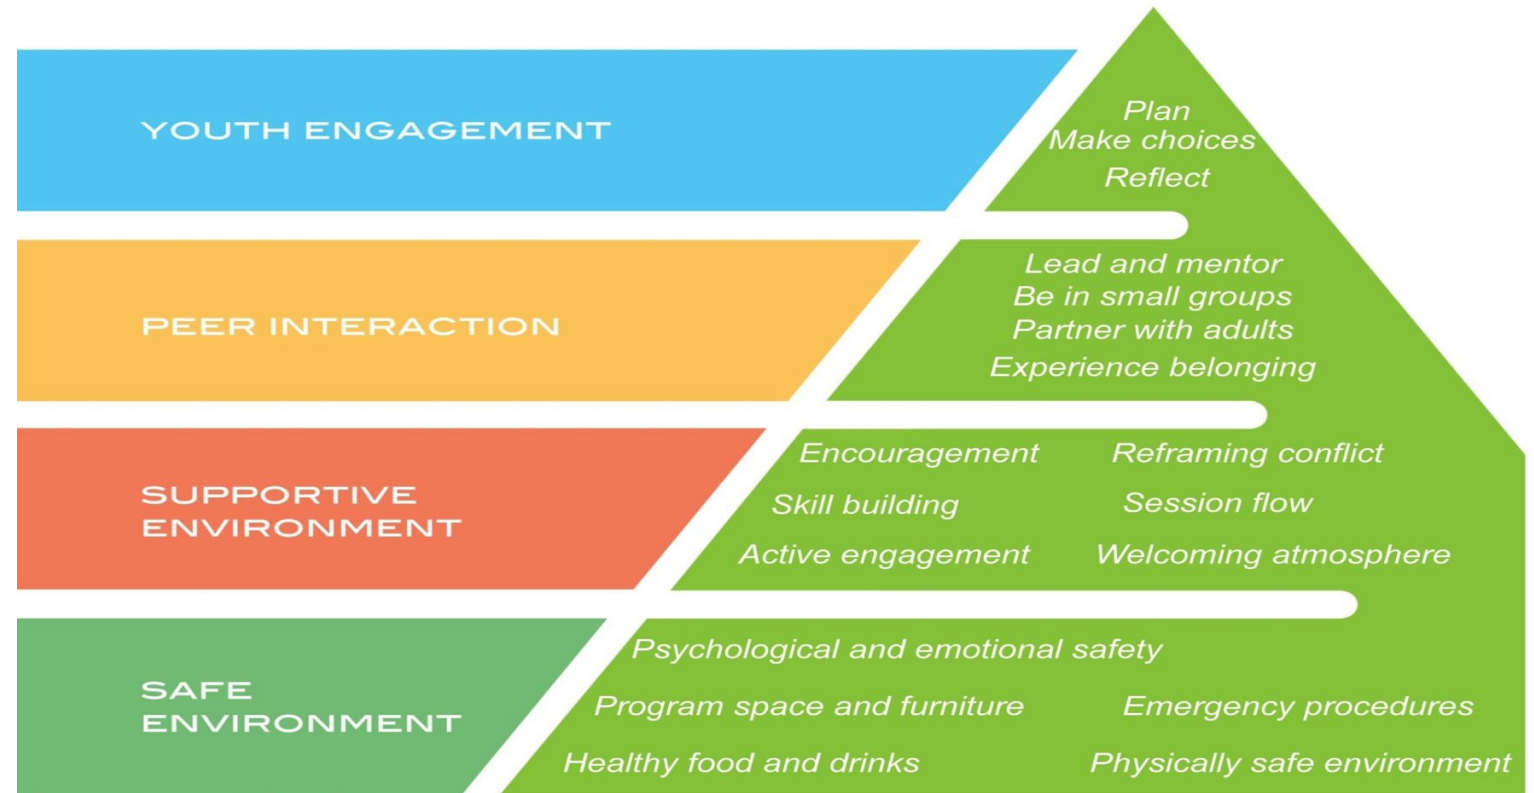 YOUTH ENGAGEMENT
Plan
Make choices
Reflect
PEER INTERACTION
Lead and mentor
Be in small groups
Partner with adults
Experience belonging
SUPPORTIVE
ENVIRONMENT
Encouragement
Reframing conflict
Skill building
Session flow
Active engagement
Welcoming atmosphere
SAFE
ENVIRONMENT
Psychological and emotional safety
Program space and furniture
Emergency procedures
Healthy food and drinks
Physically safe environment